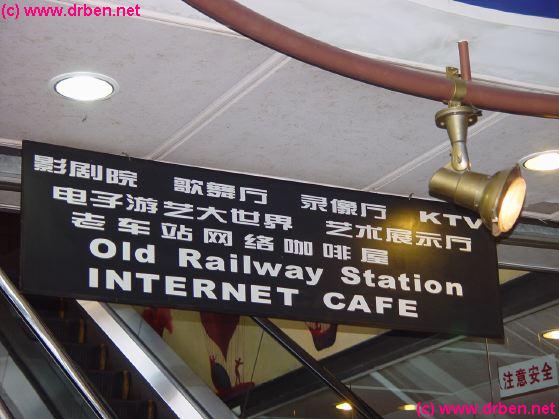 (c) www.drben.net
影剧院 歌舞厅 录像厅 KTV
电子游艺大世界 艺术展示厅
老车站网络咖啡屋
Old Railway Station
INTERNET CAFE
注意安全
(c) www.drben.net